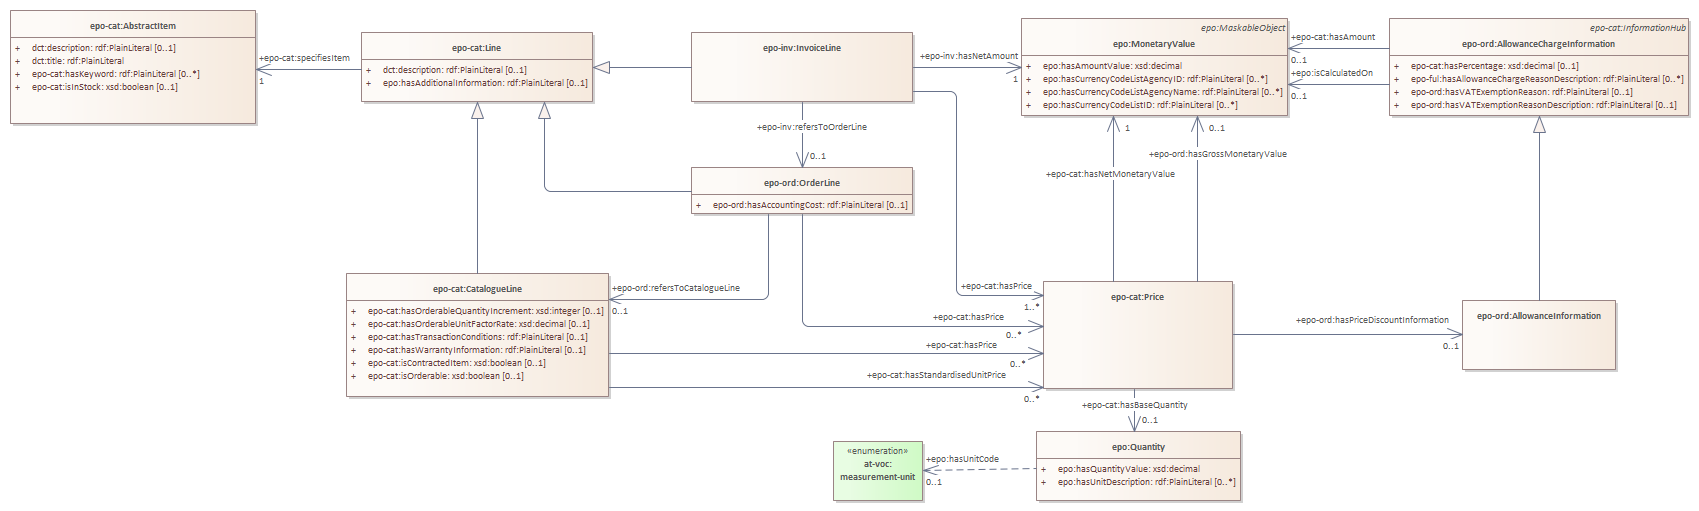 epo-cat:AbstractItem
+ dct:description: rdf:PlainLiteral [0..1]
+ dct:title: rdf:PlainLiteral
+ epo-cat:hasKeyword: rdf:PlainLiteral [0..*]
+ epo-cat:isInStock: xsd:boolean [0..1]
+epo-cat:specifiesItem
1
epo-cat:Line
+ dct:description: rdf:PlainLiteral [0..1]
+ epo:hasAdditionalInformation: rdf:PlainLiteral [0..1]
epo-inv:InvoiceLine
+epo-inv:hasNetAmount
1
epo:MaskableObject
epo:MonetaryValue
+ epo:hasAmountValue: xsd:decimal
+ epo:hasCurrencyCodeListAgencyID: rdf:PlainLiteral [0..*]
+ epo:hasCurrencyCodeListAgencyName: rdf:PlainLiteral [0..*]
+ epo:hasCurrencyCodeListID: rdf:PlainLiteral [0..*]
+epo-cat:hasAmount
0..1
+epo:isCalculatedOn
0..1
epo-cat:InformationHub
epo-ord:AllowanceChargeInformation
+ epo-cat:hasPercentage: xsd:decimal [0..1]
+ epo-ful:hasAllowanceChargeReasonDescription: rdf:PlainLiteral [0..*]
+ epo-ord:hasVATExemptionReason: rdf:PlainLiteral [0..1]
+ epo-ord:hasVATExemptionReasonDescription: rdf:PlainLiteral [0..1]
+epo-inv:refersToOrderLine
0..1
1
0..1
+epo-ord:hasGrossMonetaryValue
+epo-cat:hasNetMonetaryValue
epo-ord:OrderLine
+ epo-ord:hasAccountingCost: rdf:PlainLiteral [0..1]
epo-cat:CatalogueLine
+ epo-cat:hasOrderableQuantityIncrement: xsd:integer [0..1]
+ epo-cat:hasOrderableUnitFactorRate: xsd:decimal [0..1]
+ epo-cat:hasTransactionConditions: rdf:PlainLiteral [0..1]
+ epo-cat:hasWarrantyInformation: rdf:PlainLiteral [0..1]
+ epo-cat:isContractedItem: xsd:boolean [0..1]
+ epo-cat:isOrderable: xsd:boolean [0..1]
+epo-ord:refersToCatalogueLine
0..1
+epo-cat:hasPrice
1..*
+epo-cat:hasPrice
0..*
+epo-cat:hasPrice
0..*
+epo-cat:hasStandardisedUnitPrice
0..*
epo-cat:Price
+epo-ord:hasPriceDiscountInformation
0..1
epo-ord:AllowanceInformation
+epo-cat:hasBaseQuantity
0..1
epo:Quantity
+ epo:hasQuantityValue: xsd:decimal
+ epo:hasUnitDescription: rdf:PlainLiteral [0..*]
+epo:hasUnitCode
0..1
«enumeration»
at-voc:
measurement-unit